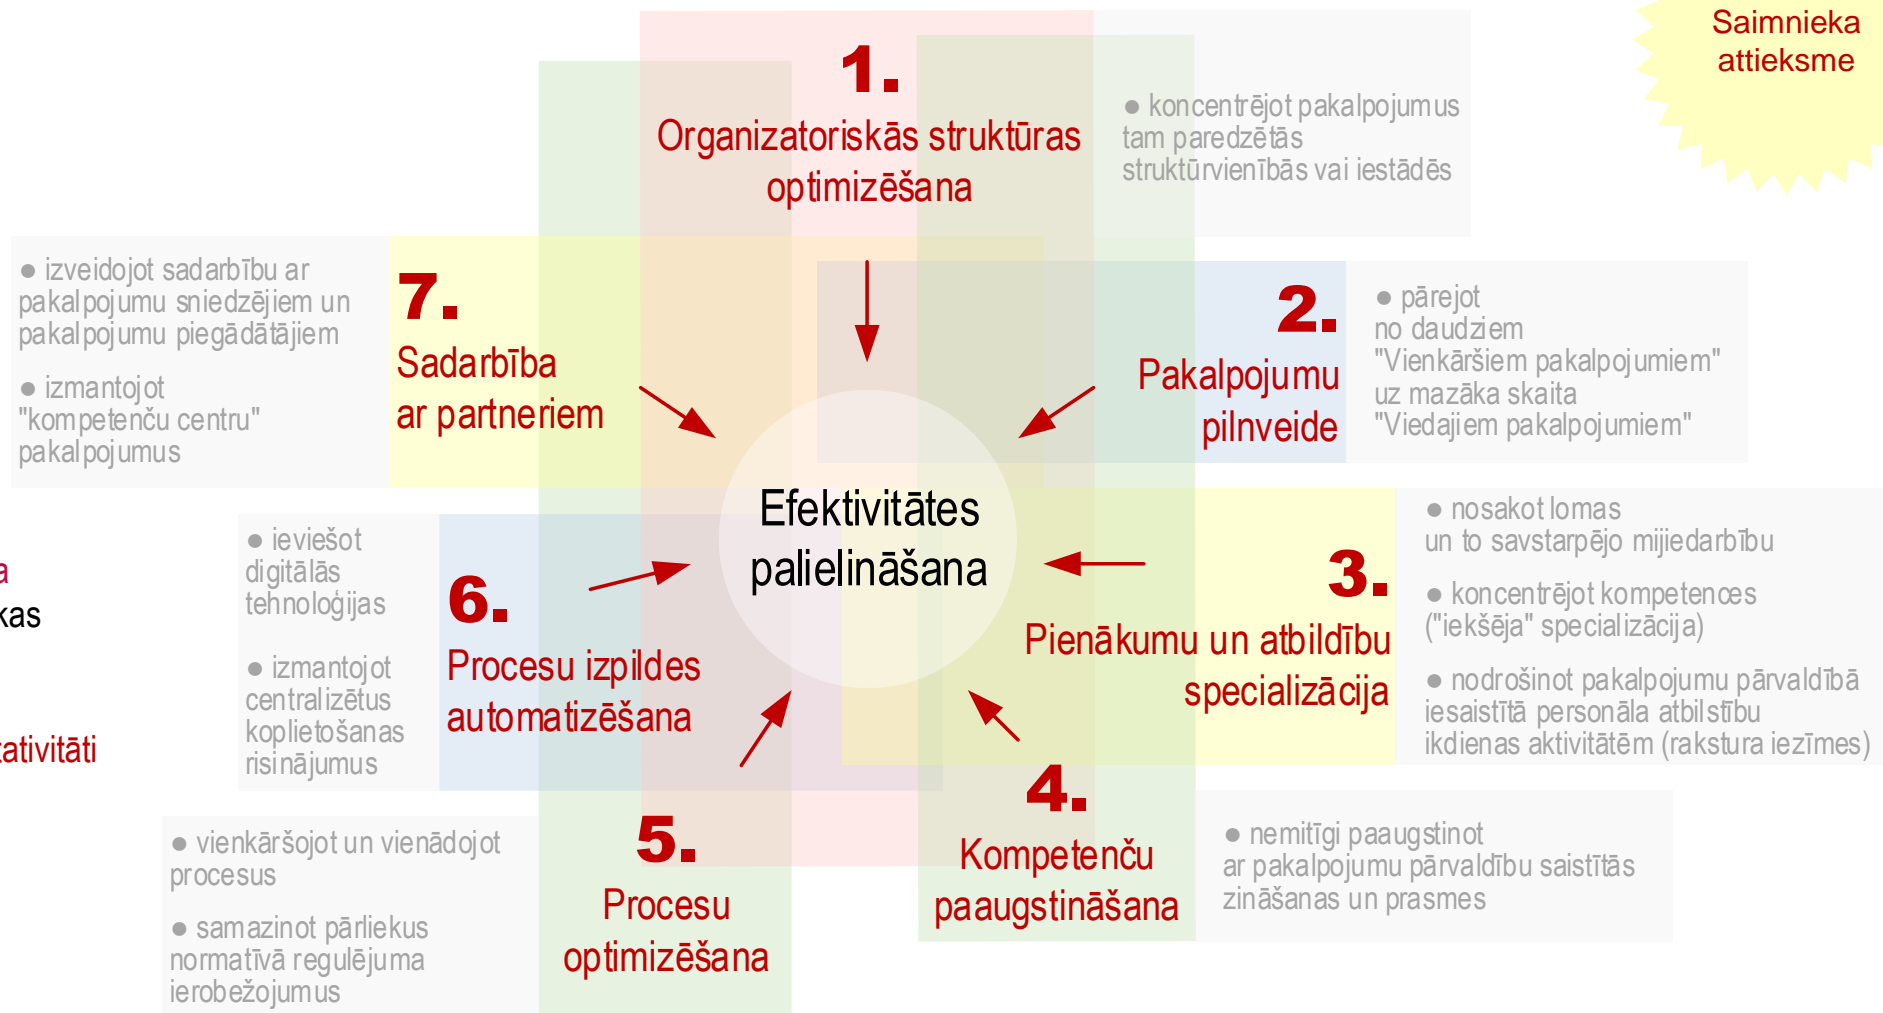 Saimnieka
attieksme
1.
Organizatoriskās struktūras
optimizēšana
● koncentrējot pakalpojumus
tam paredzētās
struktūrvienībās vai iestādēs
2.
Pakalpojumu
pilnveide
● pārejot
no daudziem
"Vienkāršiem pakalpojumiem"
uz mazāka skaita
"Viedajiem pakalpojumiem"
3.
Pienākumu un atbildību
specializācija
● nosakot lomas
un to savstarpējo mijiedarbību
● koncentrējot kompetences
("iekšēja" specializācija)
● nodrošinot pakalpojumu pārvaldībā
iesaistītā personāla atbilstību
ikdienas aktivitātēm (rakstura iezīmes)
4.
Kompetenču
paaugstināšana
● nemitīgi paaugstinot
ar pakalpojumu pārvaldību saistītās
zināšanas un prasmes
5.
Procesu
optimizēšana
● vienkāršojot un vienādojot
procesus
● samazinot pārliekus
normatīvā regulējuma
ierobežojumus
6.
Procesu izpildes
automatizēšana
● ieviešot
digitālās
tehnoloģijas
● izmantojot
centralizētus
koplietošanas
risinājumus
7.
Sadarbība
ar partneriem
● izveidojot sadarbību ar
pakalpojumu sniedzējiem un
pakalpojumu piegādātājiem
● izmantojot
"kompetenču centru"
pakalpojumus
Efektivitātes
palielināšana
a
kas
tativitāti